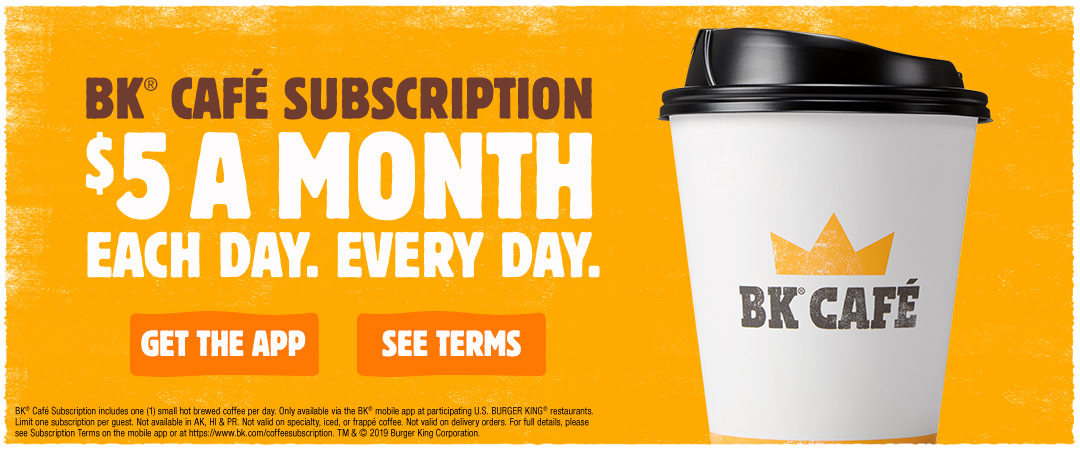 BK® CAFÉ SUBSCRIPTION
$5 A MONTH
EACH DAY. EVERY DAY.
GET THE APP
SEE TERMS
BK® CAFÉ
BK® Café Subscription includes one (1) small hot brewed coffee per day. Only available via the BK® mobile app at participating U.S. BURGER KING® restaurants.
Limit one subscription per guest. Not available in AK, HI & PR. Not valid on specialty, iced, or frappé coffee. Not valid on delivery orders. For full details, please
see Subscription Terms on the mobile app or at https://www.bk.com/coffeesubscription. TM & © 2019 Burger King Corporation.